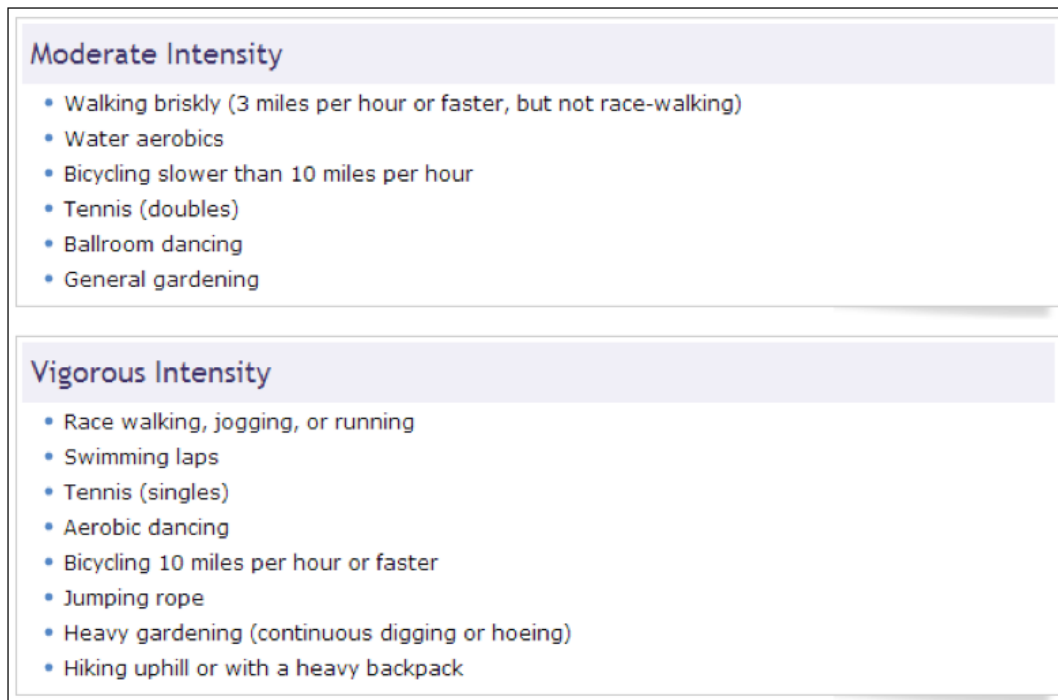 Moderate Intensity
• Walking briskly (3 miles per hour or faster, but not race-walking)
• Water aerobics
• Bicycling slower than 10 miles per hour
• Tennis (doubles)
• Ballroom dancing
• General gardening
Vigorous Intensity
• Race walking, jogging, or running
• Swimming laps
• Tennis (singles)
• Aerobic dancing
• Bicycling 10 miles per hour or faster
• Jumping rope
• Heavy gardening (continuous digging or hoeing)
• Hiking uphill or with a heavy backpack